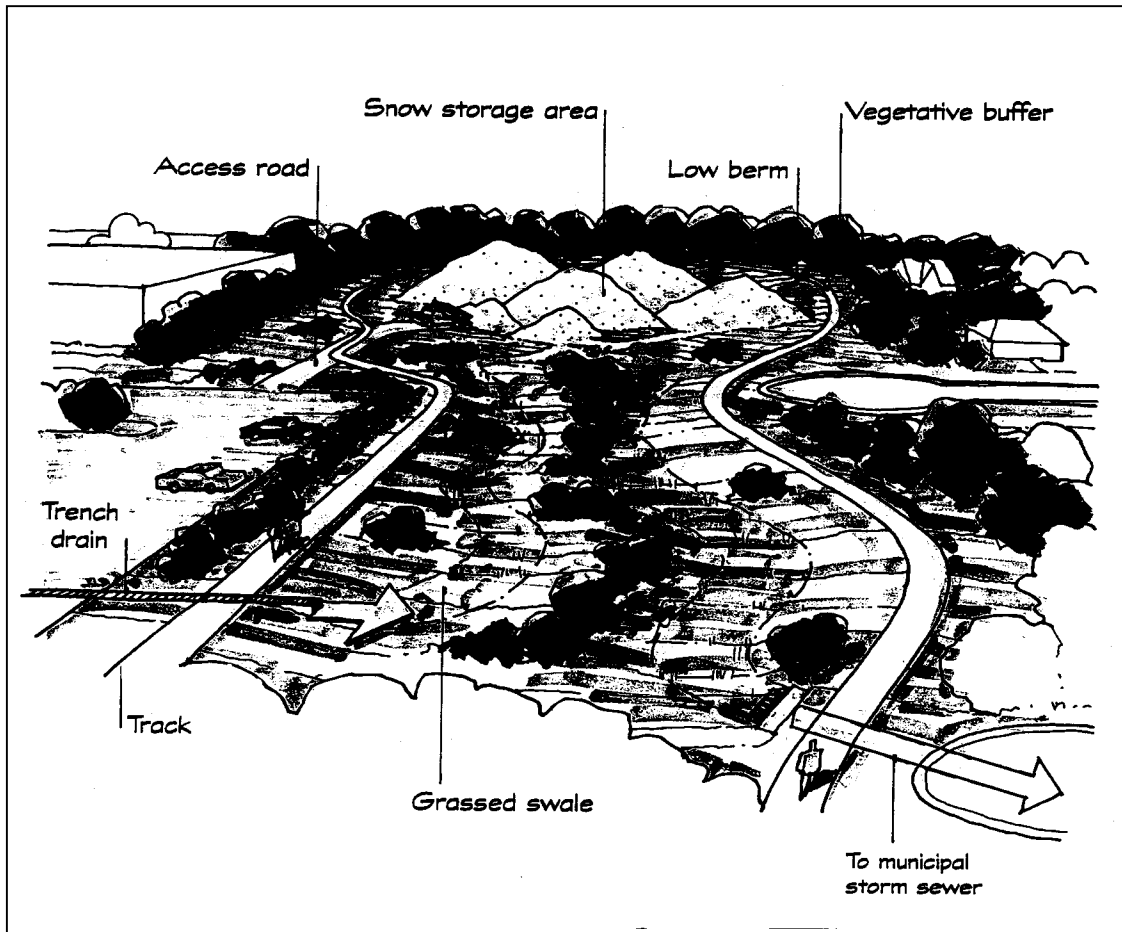 Snow storage area
Vegetative buffer
Access road
Low berm
Trench
drain
Track
Grassed swale
To municipal
storm sewer